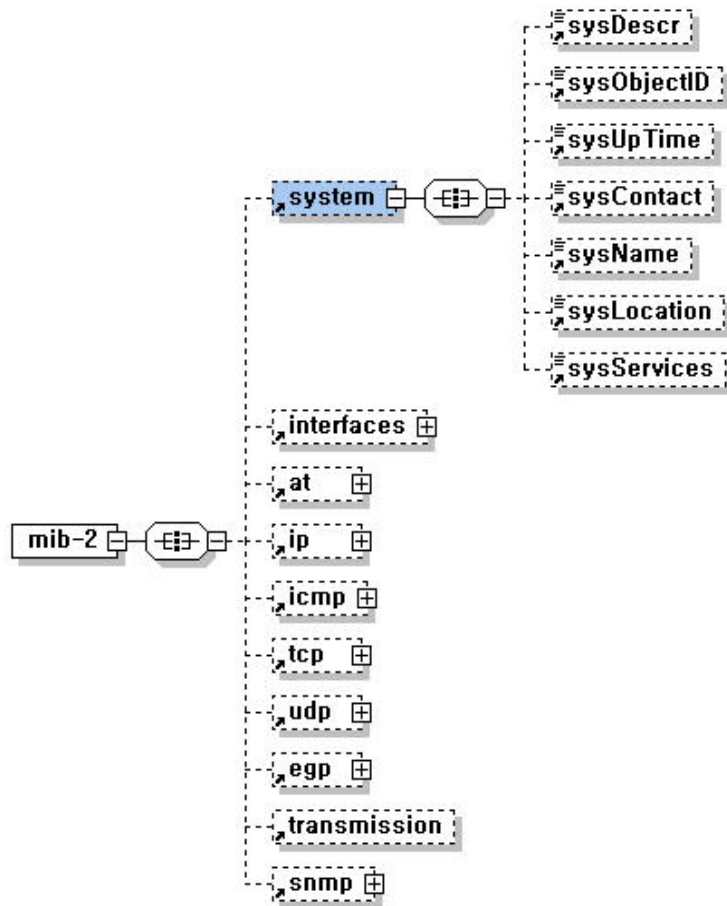 sysDescr
sysObjectID
sysUpTime
system
sysContact
sysName
sysLocation
sysServices
interfaces
at
mib-2
ip
icmp
tcp
udp
egp
transmission
snmp